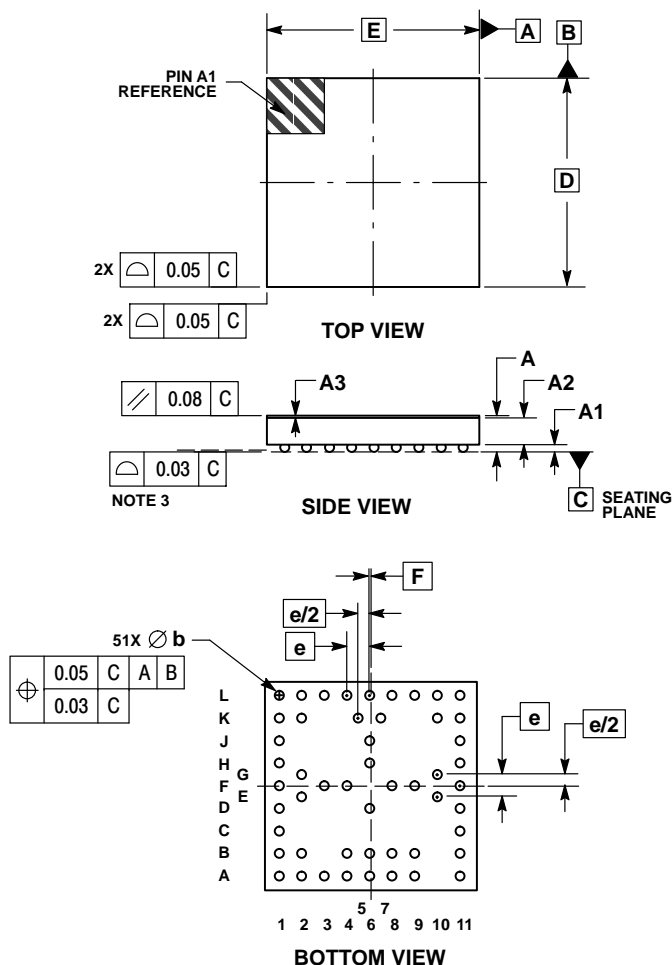 E
A
B
PIN A1
REFERENCE
D
2X ⌓ 0.05 C
2X ⌓ 0.05 C
TOP VIEW
⫽ 0.08 C
A3
A
A2
A1
⌓ 0.03 C
NOTE 3
SIDE VIEW
C SEATING
PLANE
F
e/2
e
51X ∅ b
⌖ 0.05 C A B
0.03 C
L
K
J
H
G
F
E
D
C
B
A
e
e/2
5 7
1 2 3 4 6 8 9 10 11
BOTTOM VIEW